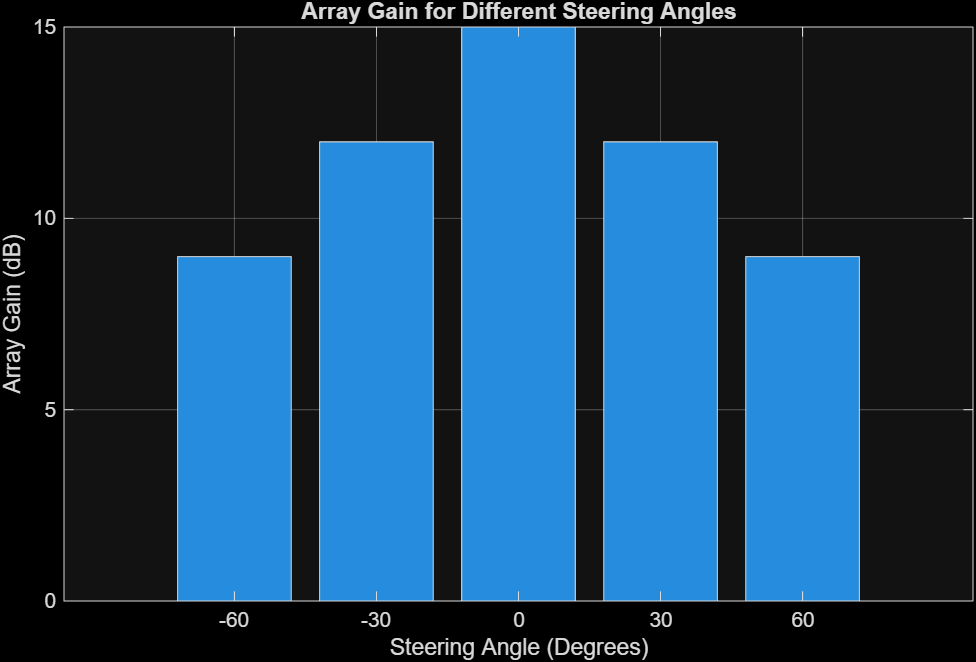 Array Gain for Different Steering Angles
15
10
5
0
Array Gain (dB)
-60 -30 0 30 60
Steering Angle (Degrees)